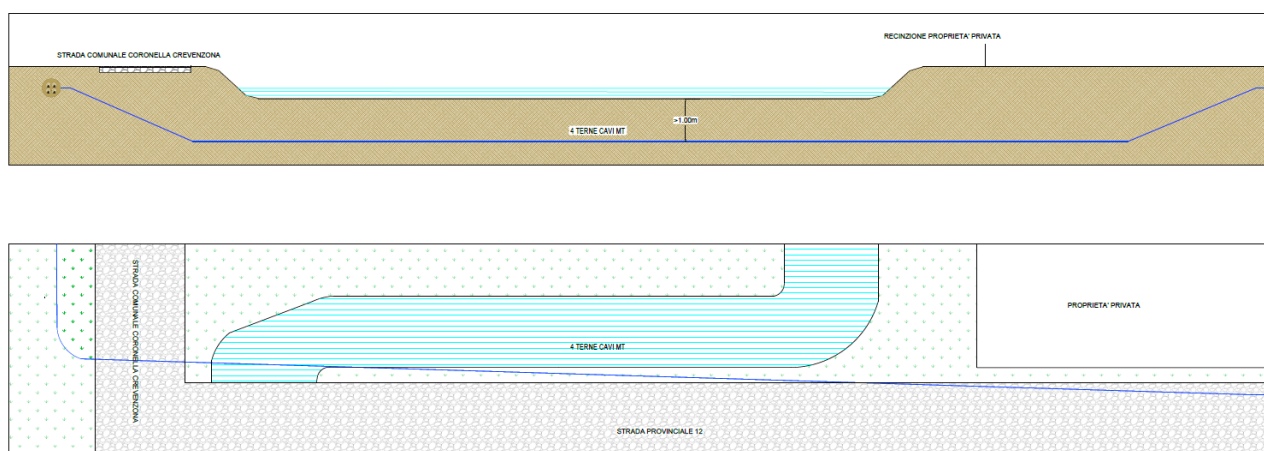 RECINZIONE PROPRIETA' PRIVATA
STRADA COMUNALE CORONELLA CREVENZONA
>1.00m
4 TERNE CAVI MT
STRADA COMUNALE CORONELLA CREVENZONA
PROPRIETA' PRIVATA
4 TERNE CAVI MT
STRADA PROVINCIALE 12